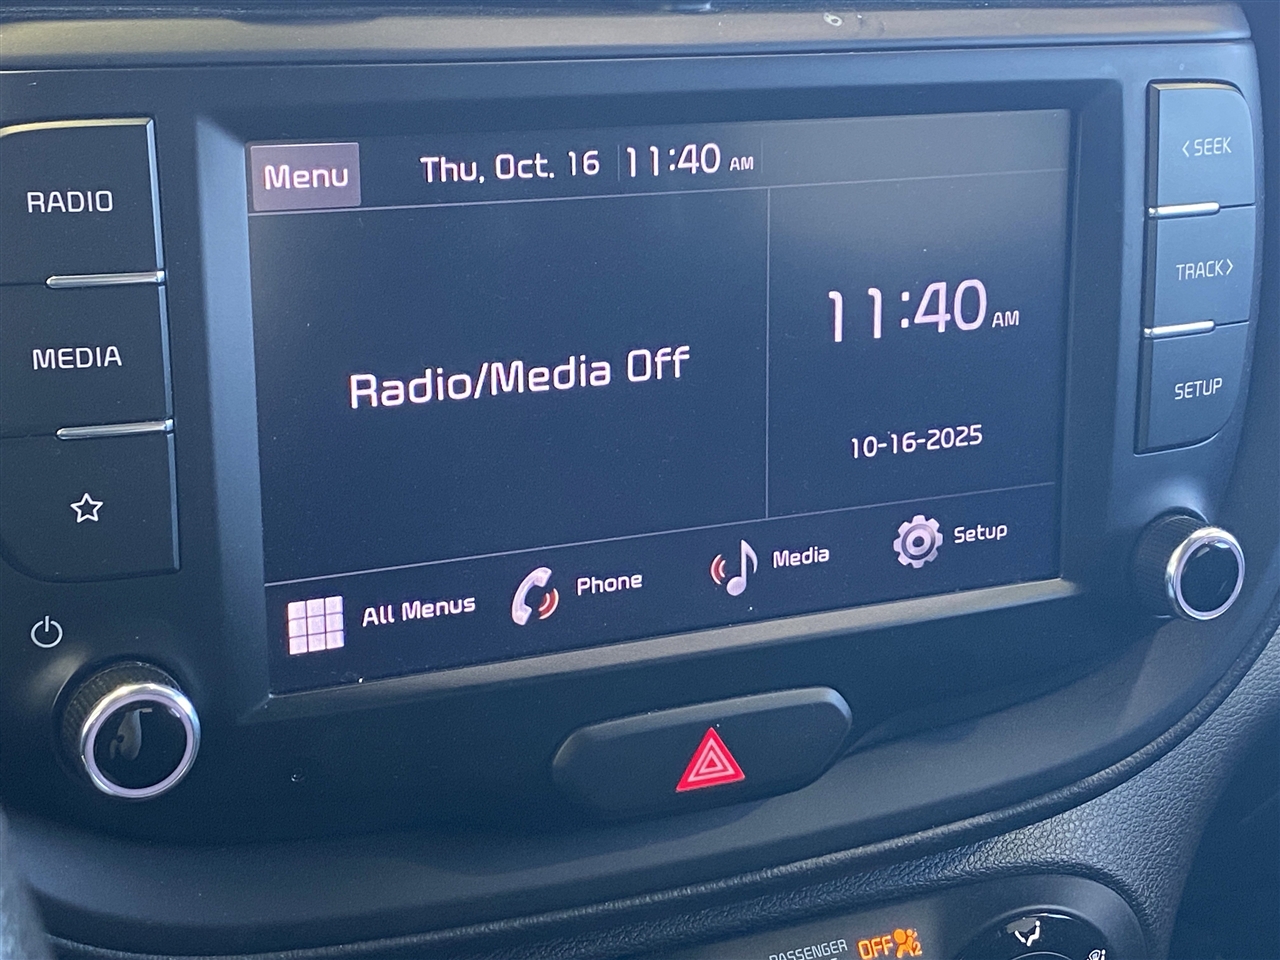 RADIO
MEDIA
Menu
Thu, Oct. 16
11:40 AM
Radio/Media Off
11:40 AM
10-16-2025
All Menus
Phone
Media
Setup
<SEEK
TRACK>
SETUP
PASSENGER
OFF
2